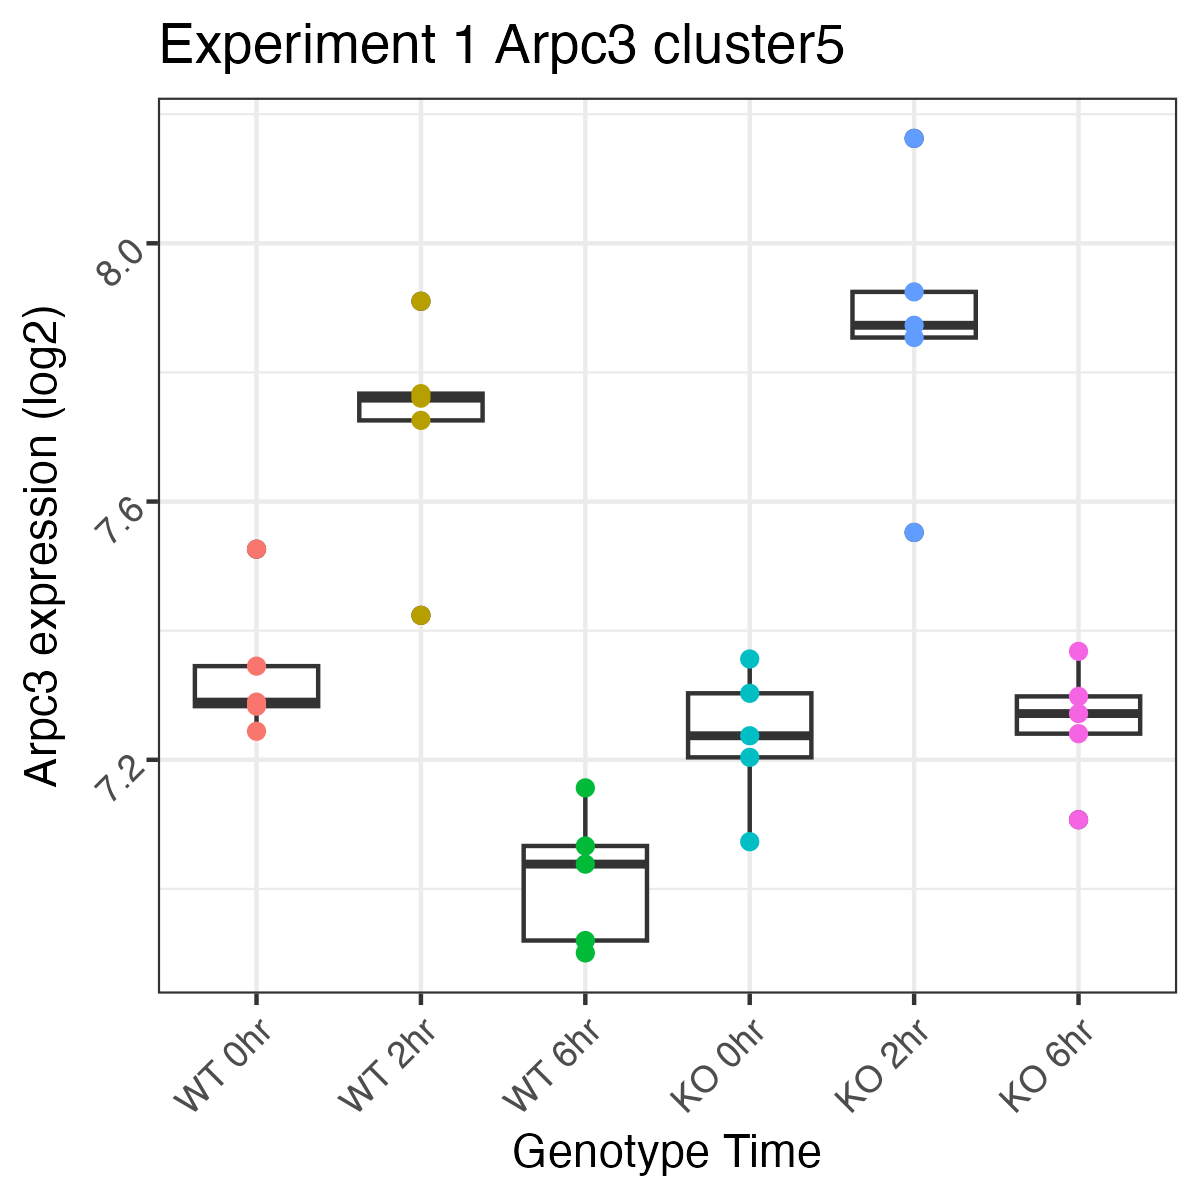 Experiment 1 Arpc3 cluster5
Arpc3 expression (log2)
8.0
7.6
7.2
WT 0hr
WT 2hr
WT 6hr
KO 0hr
KO 2hr
KO 6hr
Genotype Time